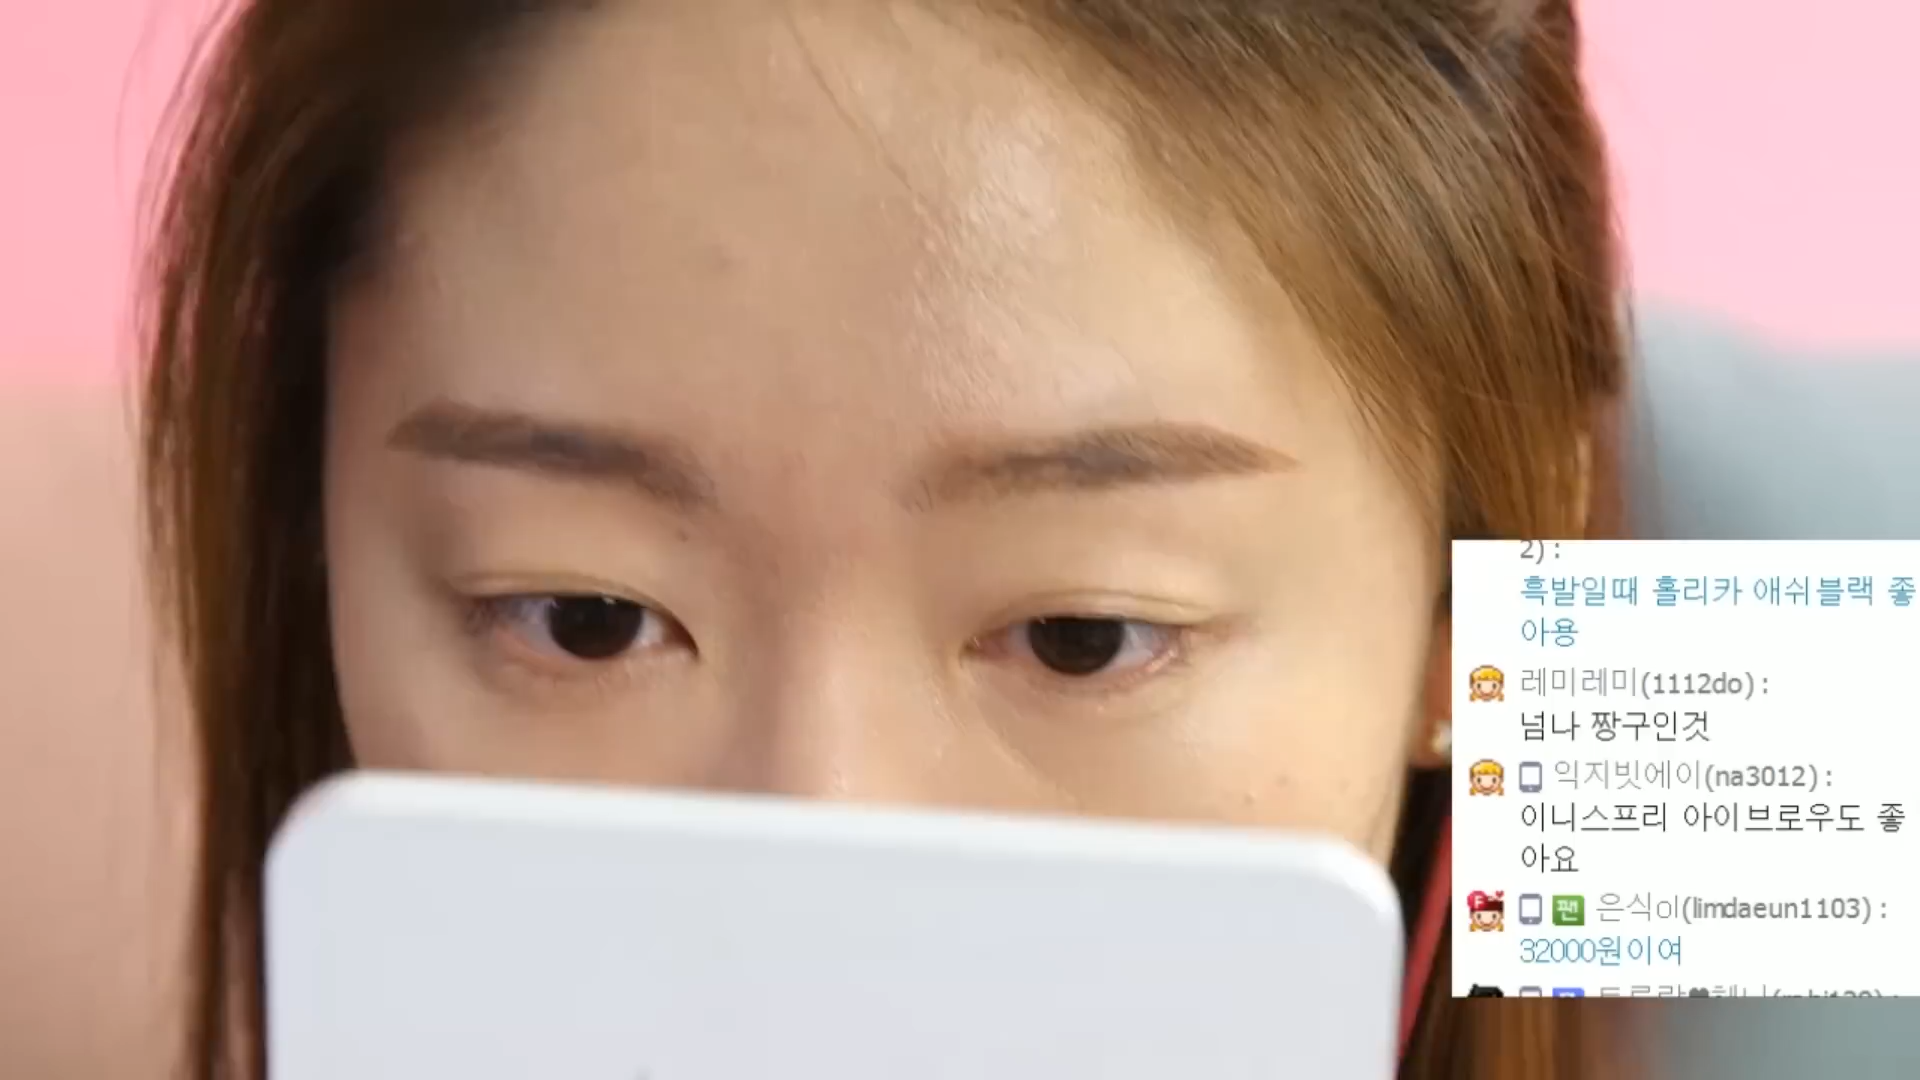 2) :
흑발일때 홀리카 애쉬블랙 좋
아용
레미레미(1112do) :
넘나 짱구인것
익지빗에이(na3012) :
이니스프리 아이브로우도 좋
아요
팬 은식이(limdaeun1103) :
32000원이여